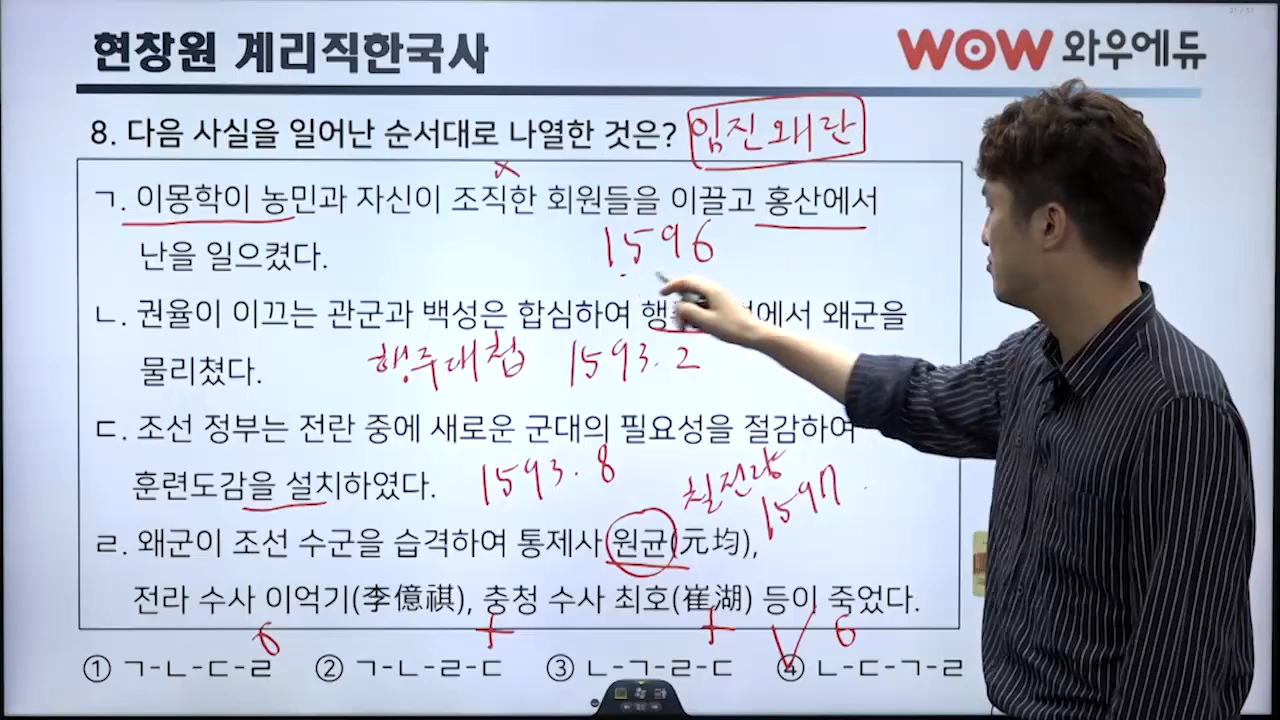 현창원 계리직한국사
WOW 와우에듀
8. 다음 사실을 일어난 순서대로 나열한 것은? 임진왜란
ㄱ. 이몽학이 농민과 자신이 조직한 회원들을 이끌고 홍산에서
난을 일으켰다.
1596
ㄴ. 권율이 이끄는 관군과 백성은 합심하여 에서 왜군을
물리쳤다.
행주대첩 1593.2
ㄷ. 조선 정부는 전란 중에 새로운 군대의 필요성을 절감하여
훈련도감을 설치하였다.
1593.8
칠전량
1597
ㄹ. 왜군이 조선 수군을 습격하여 통제사 원균(元均),
전라 수사 이억기(李億祺), 충청 수사 최호(崔湖) 등이 죽었다.
① ㄱ-ㄴ-ㄷ-ㄹ ② ㄱ-ㄴ-ㄹ-ㄷ ③ ㄴ-ㄱ-ㄹ-ㄷ ④ ㄴ-ㄷ-ㄱ-ㄹ